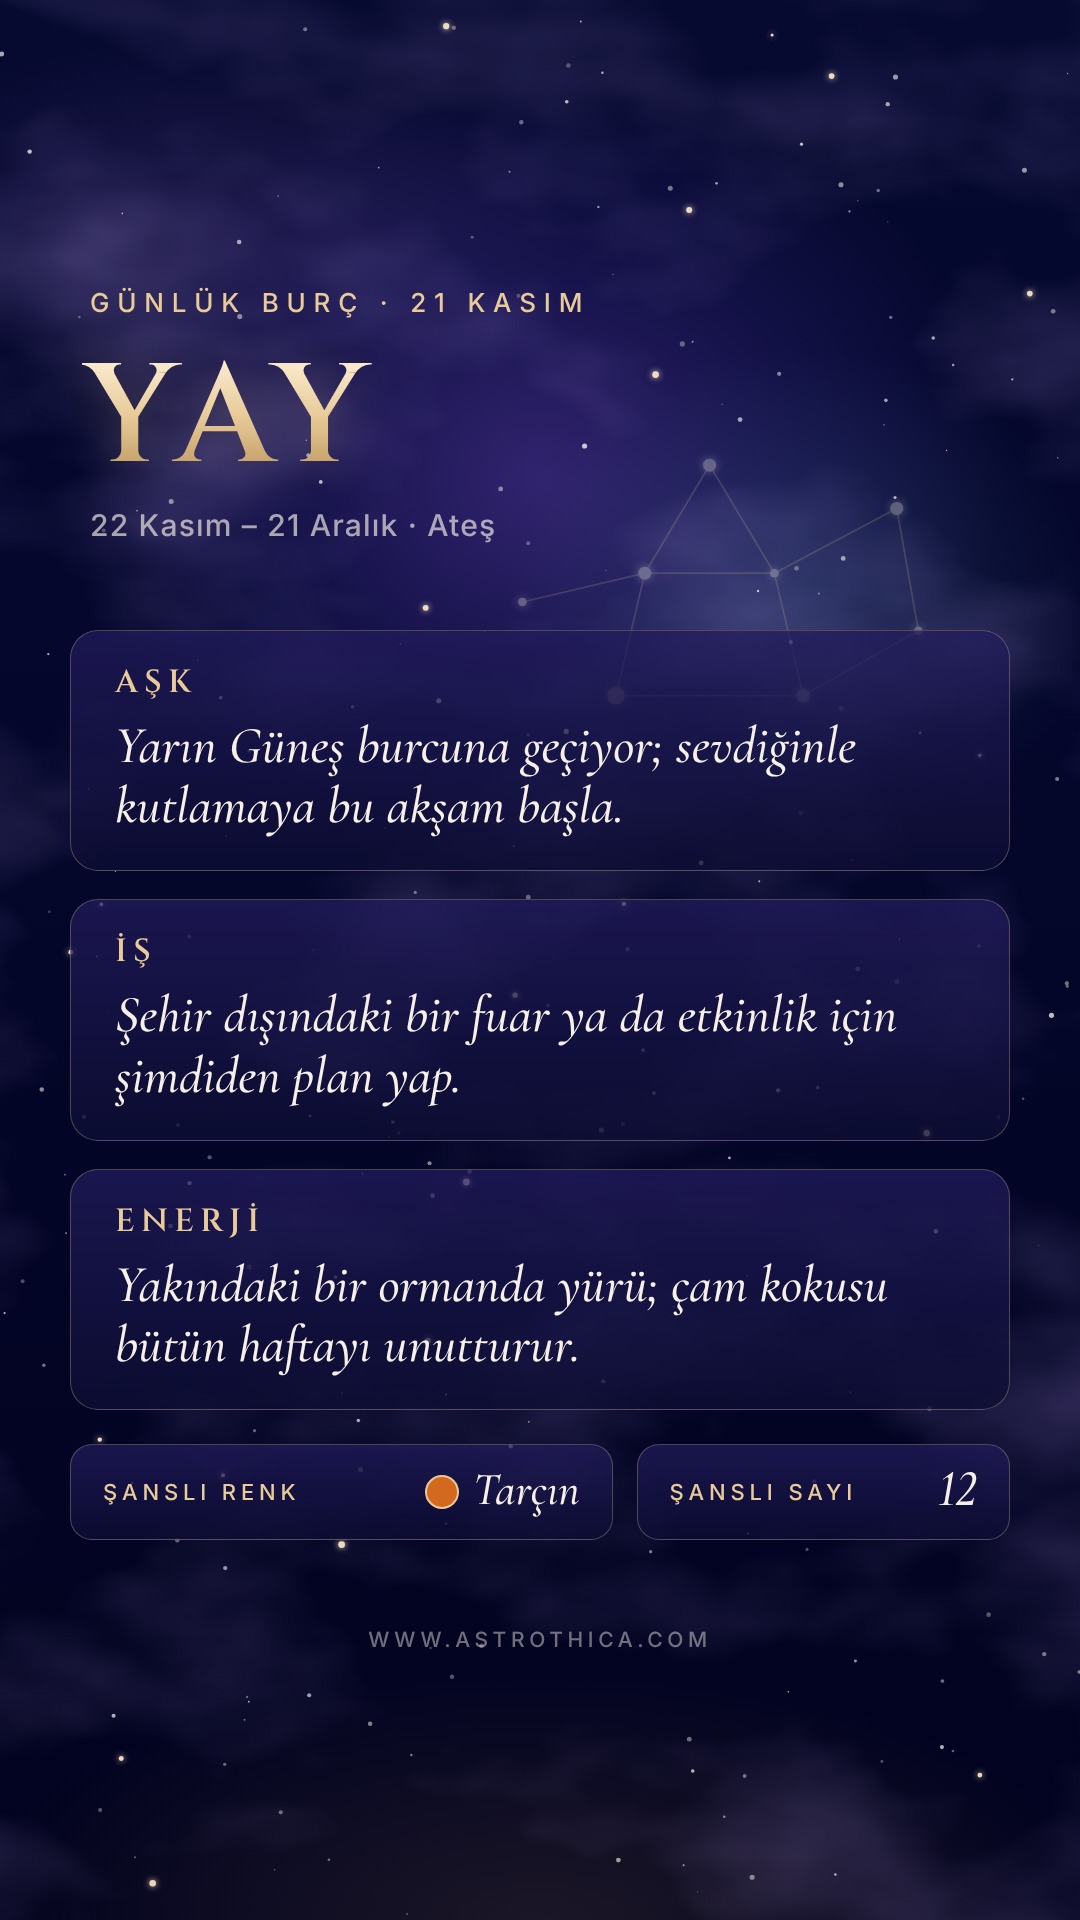 GÜNLÜK BURÇ · 21 KASIM
YAY
22 Kasım – 21 Aralık · Ateş
AŞK
Yarın Güneş burcuna geçiyor; sevdiğinle
kutlamaya bu akşam başla.
İŞ
Şehir dışındaki bir fuar ya da etkinlik için
şimdiden plan yap.
ENERJİ
Yakındaki bir ormanda yürü; çam kokusu
bütün haftayı unutturur.
ŞANSLI RENK Tarçın
ŞANSLI SAYI 12
WWW.ASTROTHICA.COM